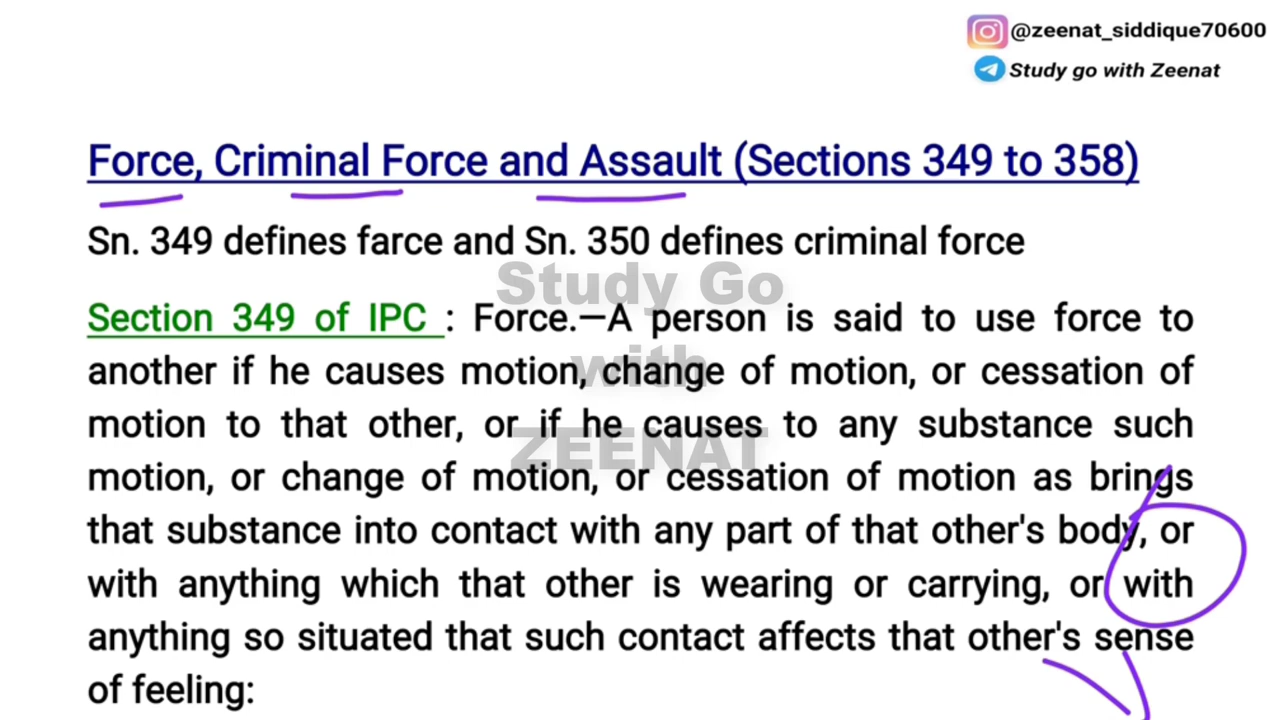 @zeenat_siddique70600
Study go with Zeenat
Force, Criminal Force and Assault (Sections 349 to 358)
Sn. 349 defines farce and Sn. 350 defines criminal force
Study Go
with
ZEENAT
Section 349 of IPC : Force.—A person is said to use force to
another if he causes motion, change of motion, or cessation of
motion to that other, or if he causes to any substance such
motion, or change of motion, or cessation of motion as brings
that substance into contact with any part of that other's body, or
with anything which that other is wearing or carrying, or with
anything so situated that such contact affects that other's sense
of feeling: